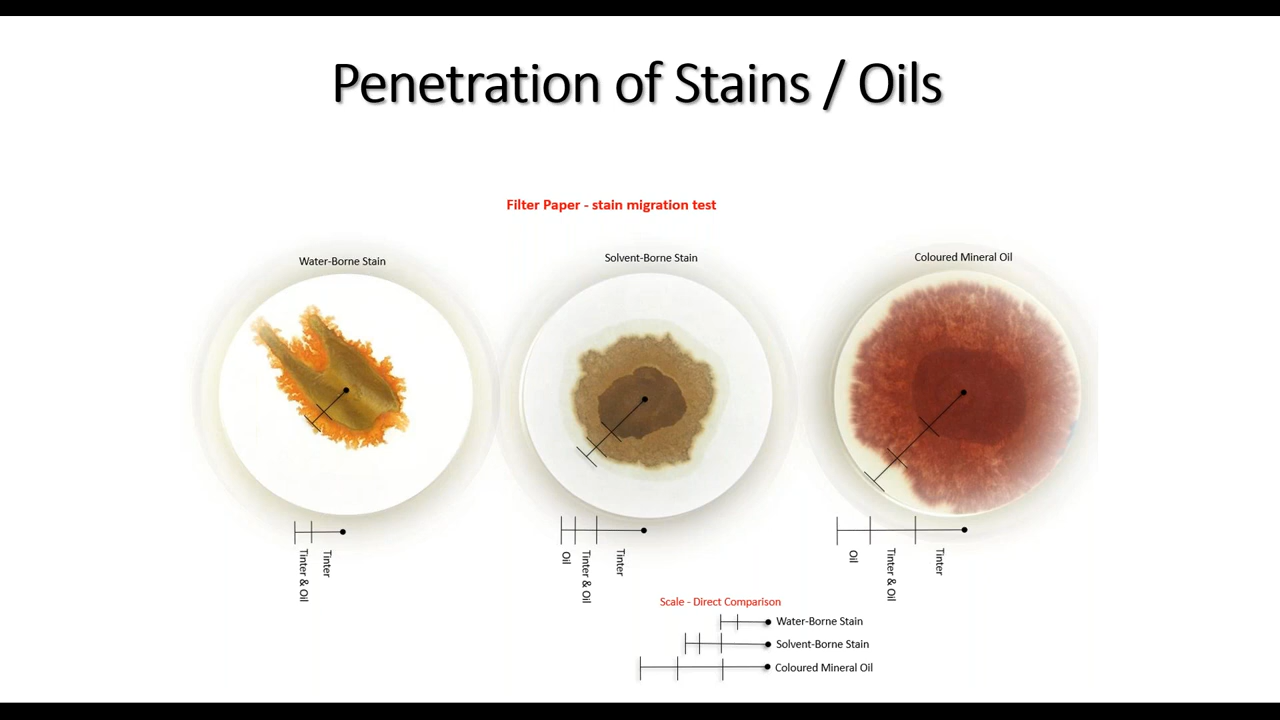 Penetration of Stains / Oils
Filter Paper - stain migration test
Water-Borne Stain
Solvent-Borne Stain
Coloured Mineral Oil
Tinter & Oil
Tinter
Oil
Tinter & Oil
Tinter
Oil
Tinter & Oil
Tinter
Scale - Direct Comparison
Water-Borne Stain
Solvent-Borne Stain
Coloured Mineral Oil